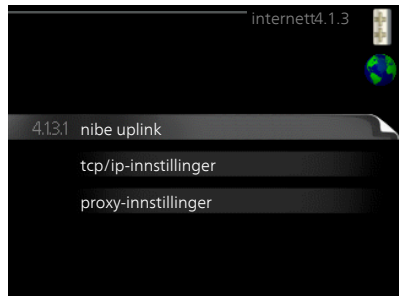 internett4.1.3
4.1.3.1 nibe uplink
tcp/ip-innstillinger
proxy-innstillinger